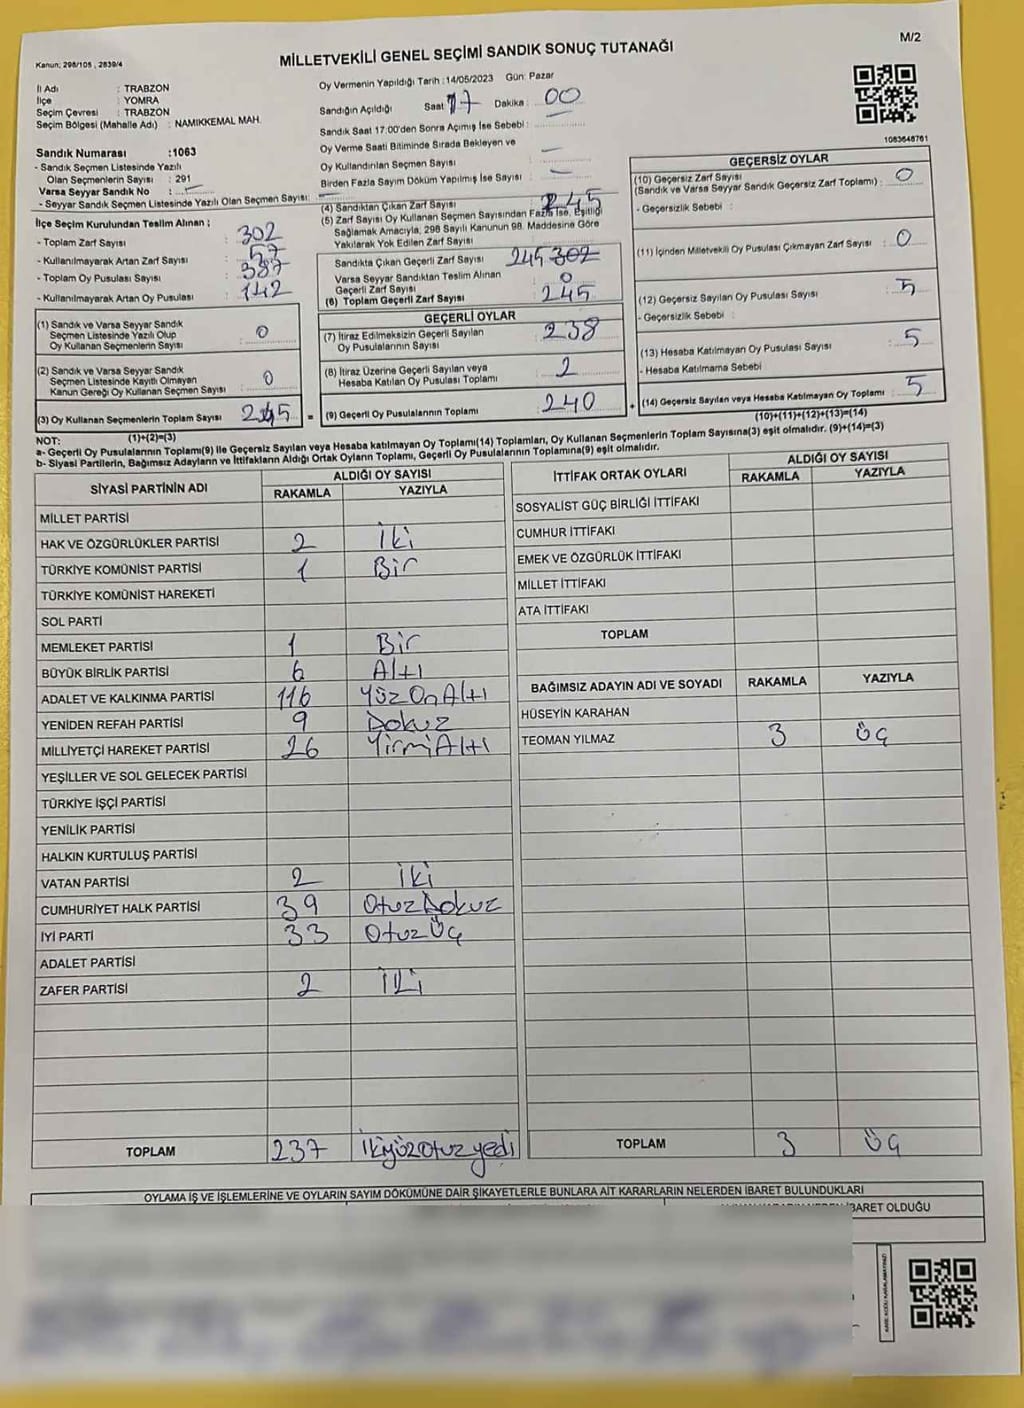 Kanun: 298/105 , 2839/4
MİLLETVEKİLİ GENEL SEÇİMİ SANDIK SONUÇ TUTANAĞI
M/2
İl Adı : TRABZON
İlçe : YOMRA
Seçim Çevresi : TRABZON
Seçim Bölgesi (Mahalle Adı) : NAMIKKEMAL MAH.
Sandık Numarası :1063
- Sandık Seçmen Listesinde Yazılı
Olan Seçmenlerin Sayısı : 291
Varsa Seyyar Sandık No : -
- Seyyar Sandık Seçmen Listesinde Yazılı Olan Seçmen Sayısı: -
Oy Vermenin Yapıldığı Tarih :14/05/2023 Gün: Pazar
Sandığın Açıldığı Saat 17 Dakika : 00
Sandık Saat 17:00'den Sonra Açımış İse Sebebi :
Oy Verme Saati Bitiminde Sırada Bekleyen ve
Oy Kullandırılan Seçmen Sayısı : -
Birden Fazla Sayım Döküm Yapılmış İse Sayısı : -
1063648761
İlçe Seçim Kurulundan Teslim Alınan ;
- Toplam Zarf Sayısı : 302
- Kullanılmayarak Artan Zarf Sayısı : 57
- Toplam Oy Pusulası Sayısı : 387
- Kullanılmayarak Artan Oy Pusulası : 142
(4) Sandıktan Çıkan Zarf Sayısı : 245
(5) Zarf Sayısı Oy Kullanan Seçmen Sayısından Fazla İse, Eşitliği
Sağlamak Amacıyla, 298 Sayılı Kanunun 98. Maddesine Göre
Yakılarak Yok Edilen Zarf Sayısı
Sandıkta Çıkan Geçerli Zarf Sayısı : 245 302
Varsa Seyyar Sandıktan Teslim Alınan
Geçerli Zarf Sayısı : 0
(6) Toplam Geçerli Zarf Sayısı : 245
(1) Sandık ve Varsa Seyyar Sandık
Seçmen Listesinde Yazılı Olup
Oy Kullanan Seçmenlerin Sayısı : 0
(2) Sandık ve Varsa Seyyar Sandık
Seçmen Listesinde Kayıtlı Olmayan
Kanun Gereği Oy Kullanan Seçmen Sayısı : 0
(3) Oy Kullanan Seçmenlerin Toplam Sayısı : 245 =
(1)+(2)=(3)
GEÇERLİ OYLAR
(7) İtiraz Edilmeksizin Geçerli Sayılan
Oy Pusulalarının Sayısı : 238
(8) İtiraz Üzerine Geçerli Sayılan veya
Hesaba Katılan Oy Pusulası Toplamı : 2
(9) Geçerli Oy Pusulalarının Toplamı : 240 +
GEÇERSİZ OYLAR
(10) Geçersiz Zarf Sayısı
(Sandık ve Varsa Seyyar Sandık Geçersiz Zarf Toplamı) : 0
- Geçersizlik Sebebi :
(11) İçinden Milletvekili Oy Pusulası Çıkmayan Zarf Sayısı : 0
(12) Geçersiz Sayılan Oy Pusulası Sayısı : 5
- Geçersizlik Sebebi :
(13) Hesaba Katılmayan Oy Pusulası Sayısı : 5
- Hesaba Katılmama Sebebi
(14) Geçersiz Sayılan veya Hesaba Katılmayan Oy Toplamı : 5
(10)+(11)+(12)+(13)=(14)
NOT:
a- Geçerli Oy Pusulalarının Toplamı(9) ile Geçersiz Sayılan veya Hesaba katılmayan Oy Toplamı(14) Toplamları, Oy Kullanan Seçmenlerin Toplam Sayısına(3) eşit olmalıdır. (9)+(14)=(3)
b- Siyasi Partilerin, Bağımsız Adayların ve İttifakların Aldığı Ortak Oyların Toplamı, Geçerli Oy Pusulalarının Toplamına(9) eşit olmalıdır.
SİYASİ PARTİNİN ADI ALDIĞI OY SAYISI
RAKAMLA YAZIYLA
MİLLET PARTİSİ
HAK VE ÖZGÜRLÜKLER PARTİSİ 2 İki
TÜRKİYE KOMÜNİST PARTİSİ 1 Bir
TÜRKİYE KOMÜNİST HAREKETİ
SOL PARTİ
MEMLEKET PARTİSİ 1 Bir
BÜYÜK BİRLİK PARTİSİ 6 Altı
ADALET VE KALKINMA PARTİSİ 116 Yüz On Altı
YENİDEN REFAH PARTİSİ 9 Dokuz
MİLLİYETÇİ HAREKET PARTİSİ 26 Yirmi Altı
YEŞİLLER VE SOL GELECEK PARTİSİ
TÜRKİYE İŞÇİ PARTİSİ
YENİLİK PARTİSİ
HALKIN KURTULUŞ PARTİSİ
VATAN PARTİSİ 2 İki
CUMHURİYET HALK PARTİSİ 39 Otuz Dokuz
İYİ PARTİ 33 Otuz Üç
ADALET PARTİSİ
ZAFER PARTİSİ 2 İki
TOPLAM 237 İkiyüzotuz yedi
İTTİFAK ORTAK OYLARI ALDIĞI OY SAYISI
RAKAMLA YAZIYLA
SOSYALİST GÜÇ BİRLİĞİ İTTİFAKI
CUMHUR İTTİFAKI
EMEK VE ÖZGÜRLÜK İTTİFAKI
MİLLET İTTİFAKI
ATA İTTİFAKI
TOPLAM
BAĞIMSIZ ADAYIN ADI VE SOYADI RAKAMLA YAZIYLA
HÜSEYİN KARAHAN
TEOMAN YILMAZ 3 Üç
TOPLAM 3 Üç
OYLAMA İŞ VE İŞLEMLERİNE VE OYLARIN SAYIM DÖKÜMÜNE DAİR ŞİKAYETLERLE BUNLARA AİT KARARLARIN NELERDEN İBARET BULUNDUKLARI
İBARET OLDUĞU
KARE KODU KARALAMAYINIZ!